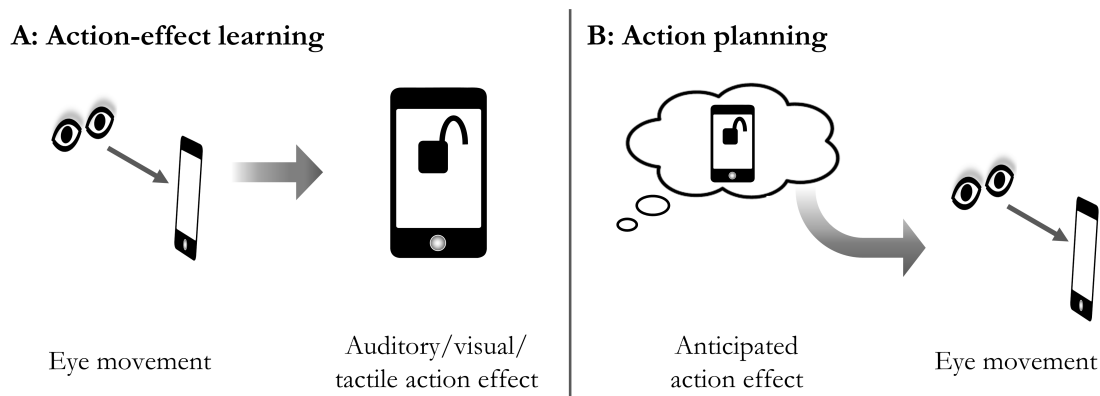 A: Action-effect learning
Eye movement
Auditory/visual/
tactile action effect
B: Action planning
Anticipated
action effect
Eye movement